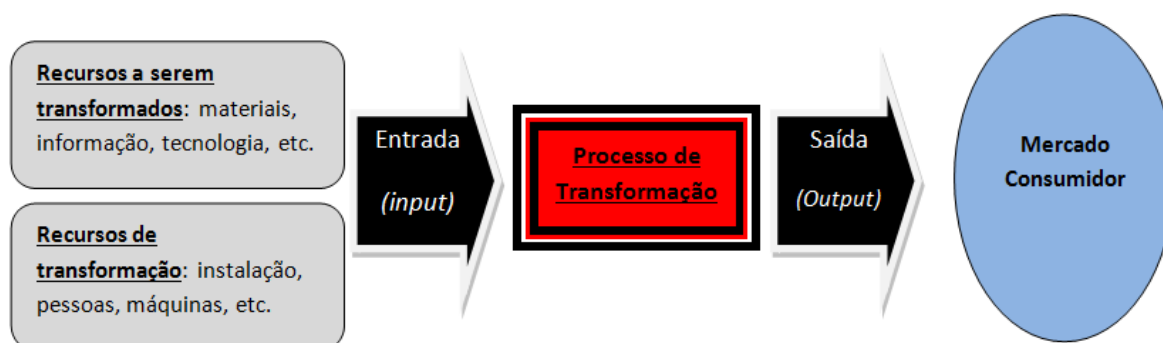 Recursos a serem
transformados: materiais,
informação, tecnologia, etc.
Recursos de
transformação: instalação,
pessoas, máquinas, etc.
Entrada
(input)
Processo de
Transformação
Saída
(Output)
Mercado
Consumidor